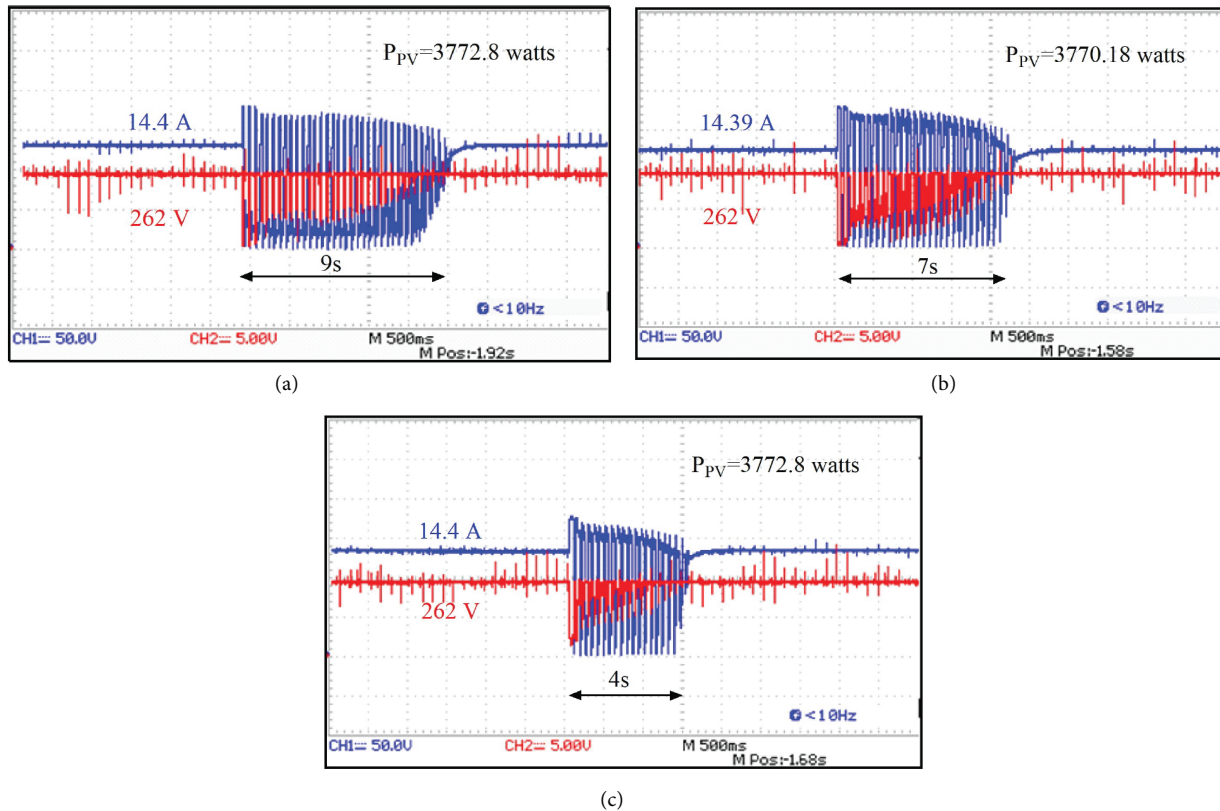 P_PV=3772.8 watts
14.4 A
262 V
9s
<10Hz
CH1 50.0V CH2 5.00V M 500ms
M Pos:-1.92s
(a)
P_PV=3770.18 watts
14.39 A
262 V
7s
<10Hz
CH1 50.0V CH2 5.00V M 500ms
M Pos:-1.58s
(b)
P_PV=3772.8 watts
14.4 A
262 V
4s
<10Hz
CH1 50.0V CH2 5.00V M 500ms
M Pos:-1.68s
(c)